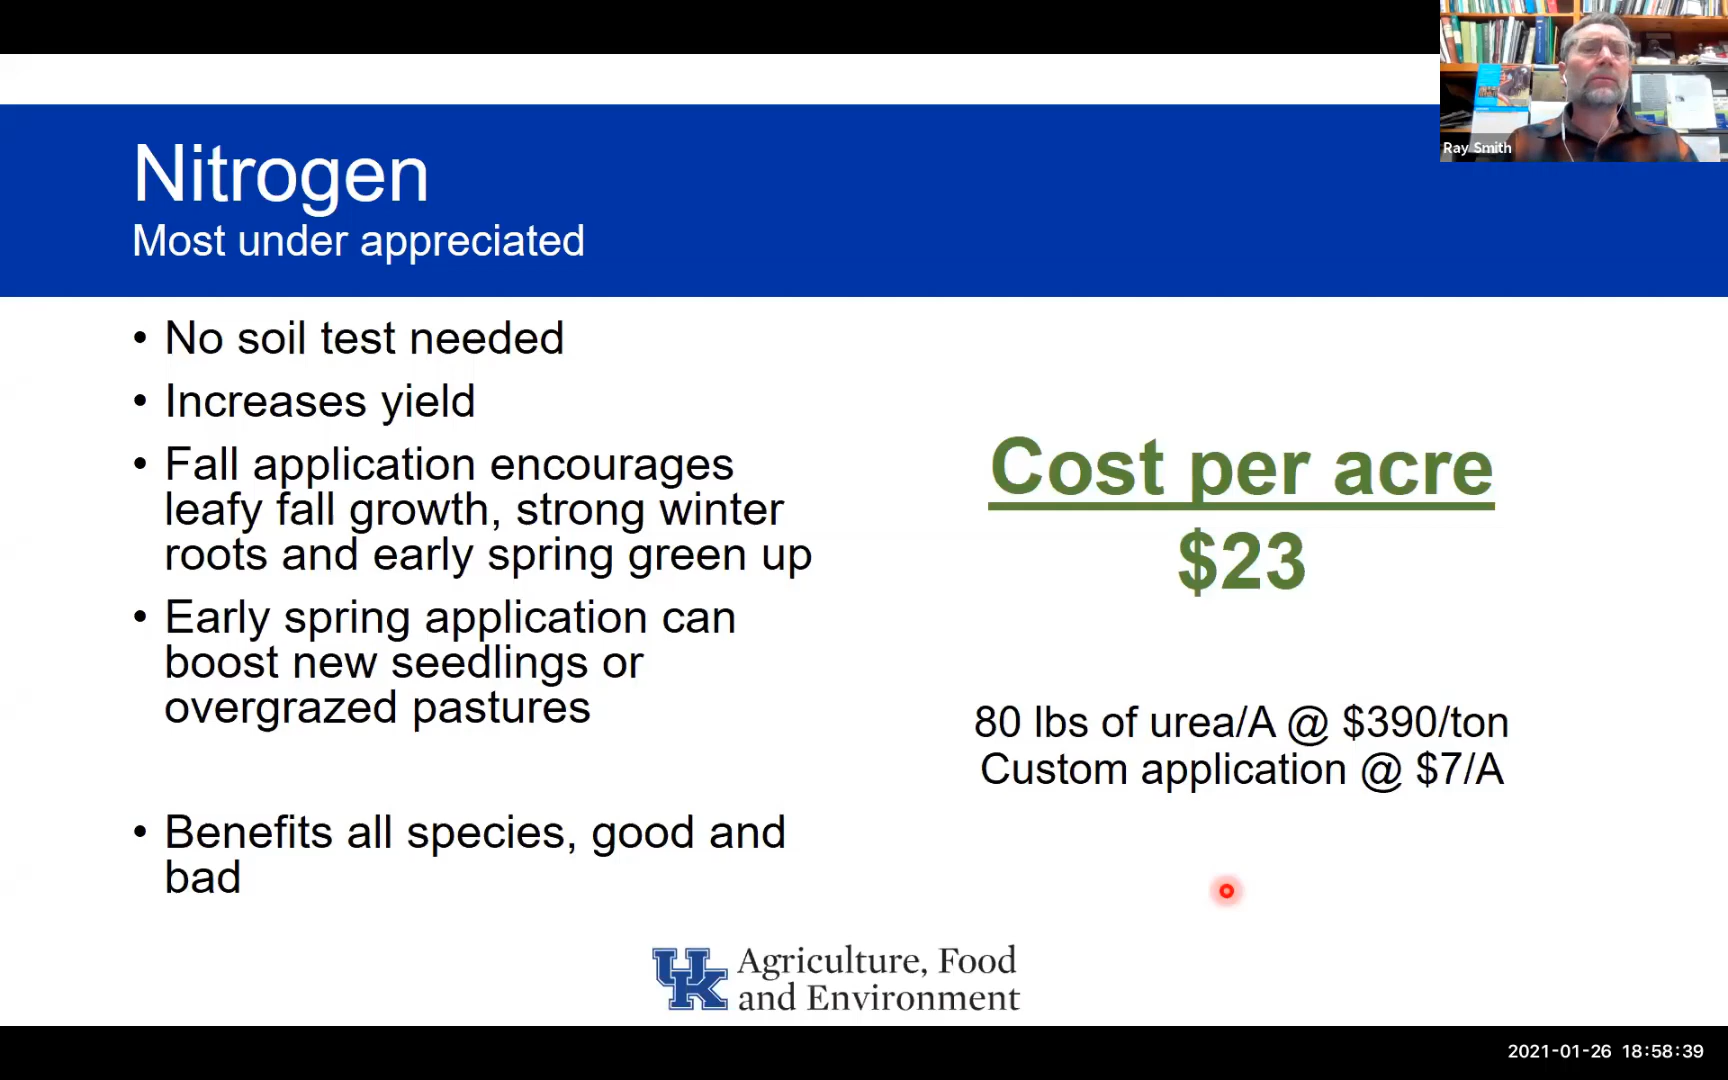 Ray Smith
Nitrogen
Most under appreciated
• No soil test needed
• Increases yield
• Fall application encourages
leafy fall growth, strong winter
roots and early spring green up
• Early spring application can
boost new seedlings or
overgrazed pastures
• Benefits all species, good and
bad
Cost per acre
$23
80 lbs of urea/A @ $390/ton
Custom application @ $7/A
UK Agriculture, Food
and Environment
2021-01-26 18:58:39